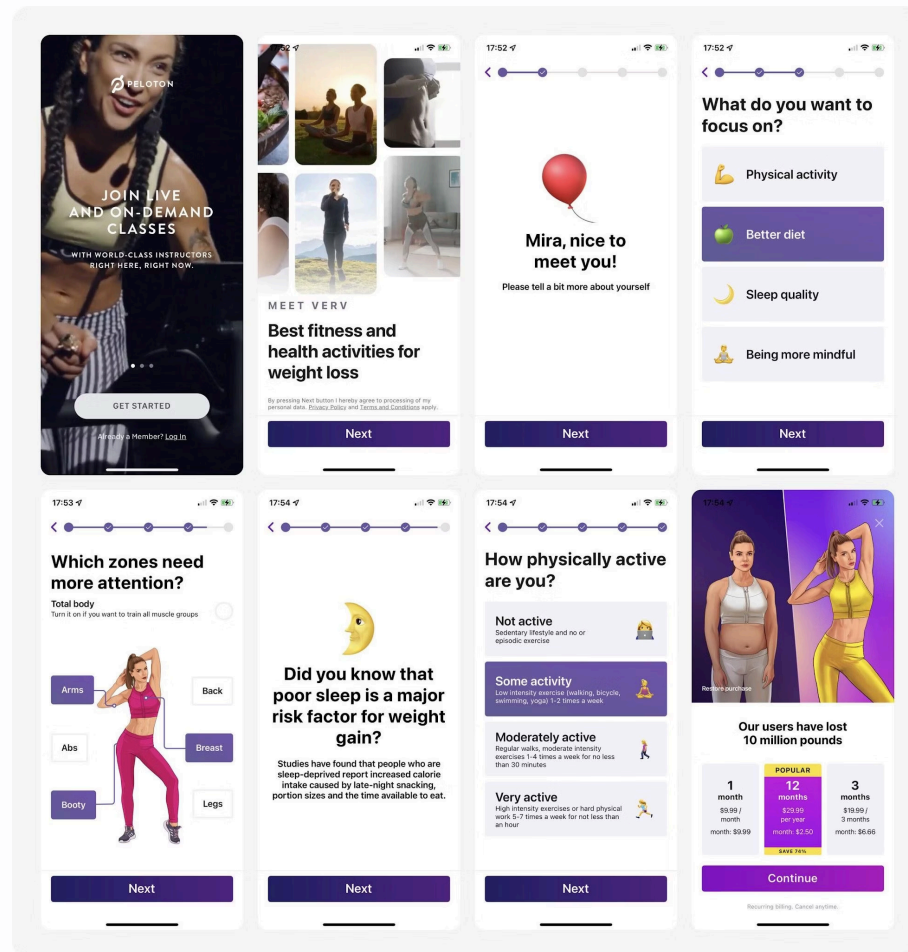 PELOTON
JOIN LIVE
AND ON-DEMAND
CLASSES
WITH WORLD-CLASS INSTRUCTORS
RIGHT HERE, RIGHT NOW.
GET STARTED
Already a Member? Log In
17:52
MEET VERV
Best fitness and
health activities for
weight loss
By pressing Next button I hereby agree to processing of my
personal data. Privacy Policy and Terms and Conditions apply.
Next
17:52
Mira, nice to
meet you!
Please tell a bit more about yourself
Next
17:52
What do you want to
focus on?
Physical activity
Better diet
Sleep quality
Being more mindful
Next
17:53
Which zones need
more attention?
Total body
Turn it on if you want to train all muscle groups
Arms
Back
Abs
Breast
Booty
Legs
Next
17:54
Did you know that
poor sleep is a major
risk factor for weight
gain?
Studies have found that people who are
sleep-deprived report increased calorie
intake caused by late-night snacking,
portion sizes and the time available to eat.
Next
17:54
How physically active
are you?
Not active
Sedentary lifestyle and no or
episodic exercise
Some activity
Low intensity exercise (walking, bicycle,
swimming, yoga) 1-2 times a week
Moderately active
Regular walks, moderate intensity
exercises 1-4 times a week for no less
than 30 minutes
Very active
High intensity exercises or hard physical
work 5-7 times a week for not less than
an hour
Next
17:54
Restore purchase
Our users have lost
10 million pounds
1
month
$9.99 /
month
month: $9.99
POPULAR
12
months
$29.99
per year
month: $2.50
SAVE 74%
3
months
$19.99 /
3 months
month: $6.66
Continue
Recurring billing. Cancel anytime.